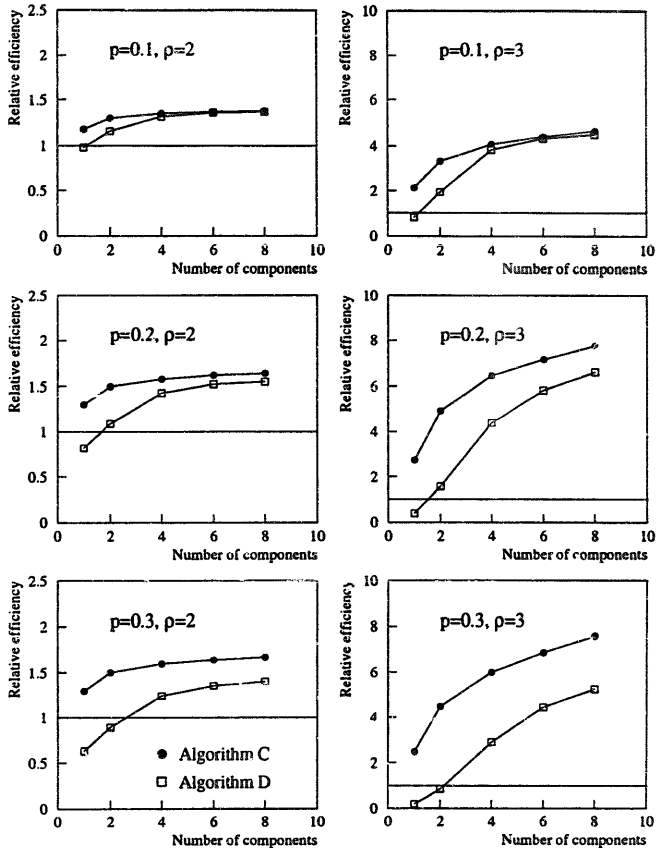 Relative efficiency
2.5
2
1.5
1
0.5
0
p=0.1, ρ=2
0 2 4 6 8 10
Number of components
Relative efficiency
10
8
6
4
2
0
p=0.1, ρ=3
0 2 4 6 8 10
Number of components
Relative efficiency
2.5
2
1.5
1
0.5
0
p=0.2, ρ=2
0 2 4 6 8 10
Number of components
Relative efficiency
10
8
6
4
2
0
p=0.2, ρ=3
0 2 4 6 8 10
Number of components
Relative efficiency
2.5
2
1.5
1
0.5
0
p=0.3, ρ=2
Algorithm C
Algorithm D
0 2 4 6 8 10
Number of components
Relative efficiency
10
8
6
4
2
0
p=0.3, ρ=3
0 2 4 6 8 10
Number of components